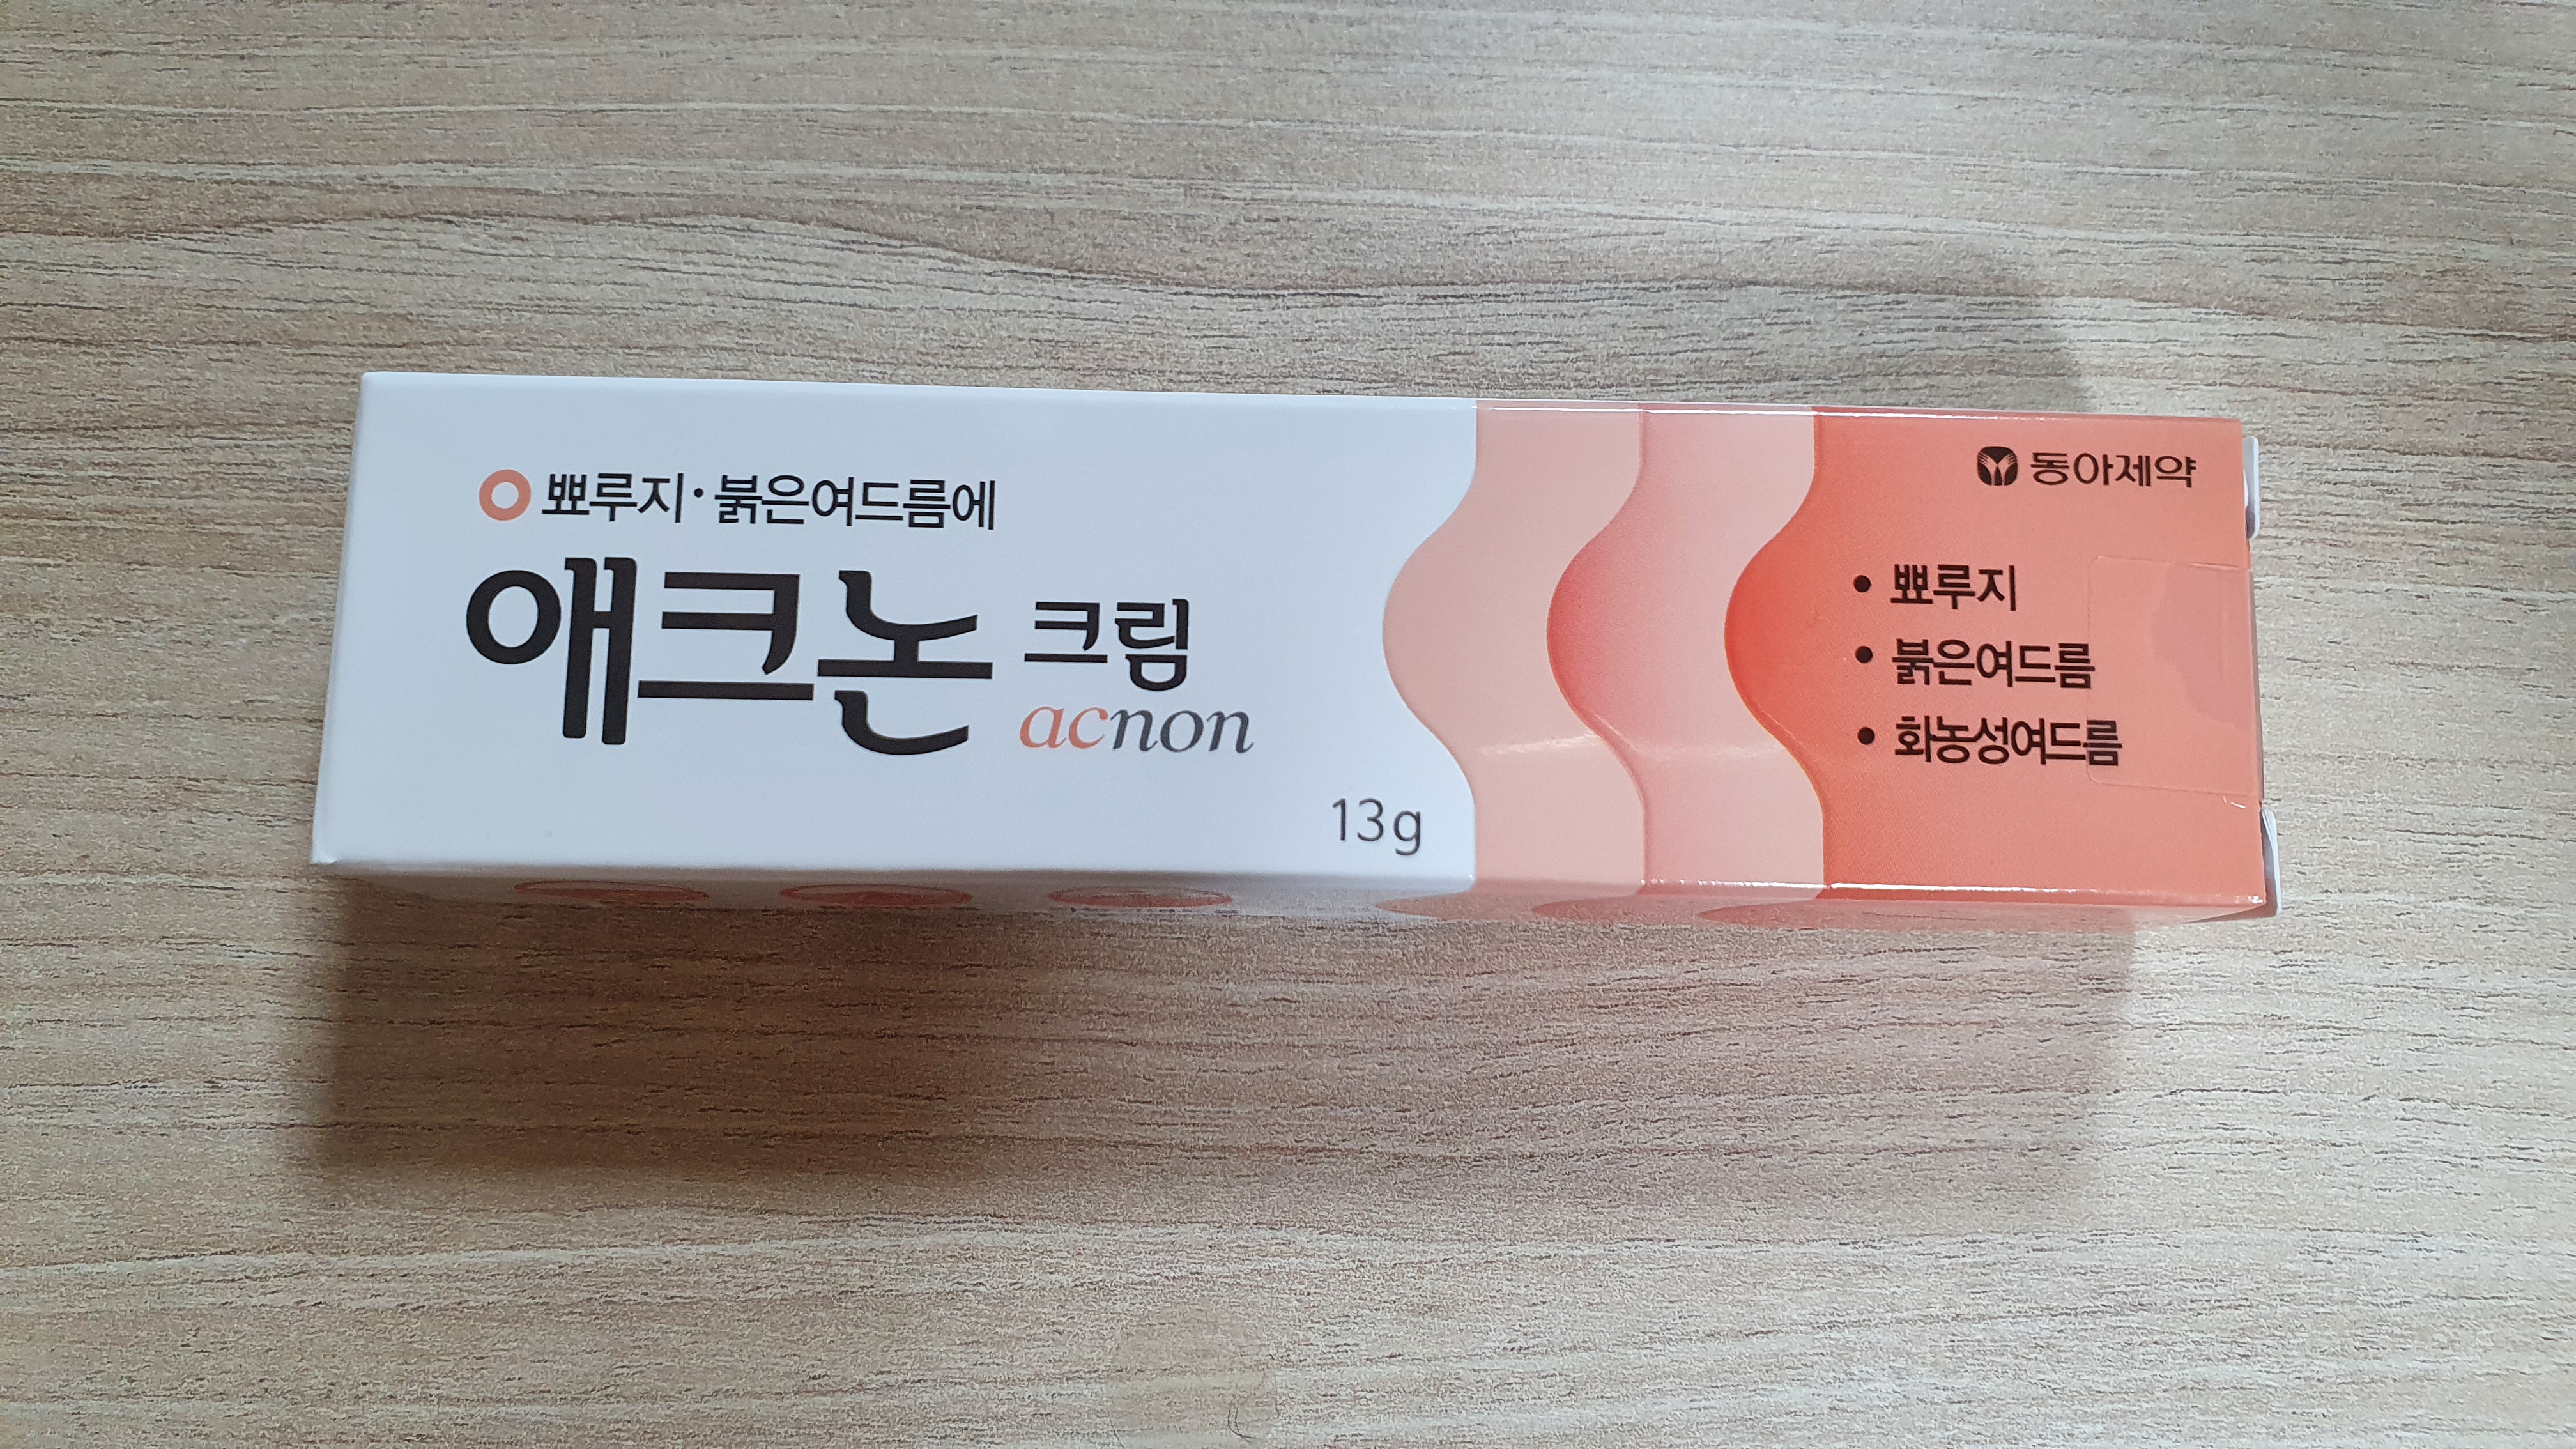 뾰루지·붉은여드름에
애크논 크림
acnon
13g
동아제약
• 뾰루지
• 붉은여드름
• 화농성여드름